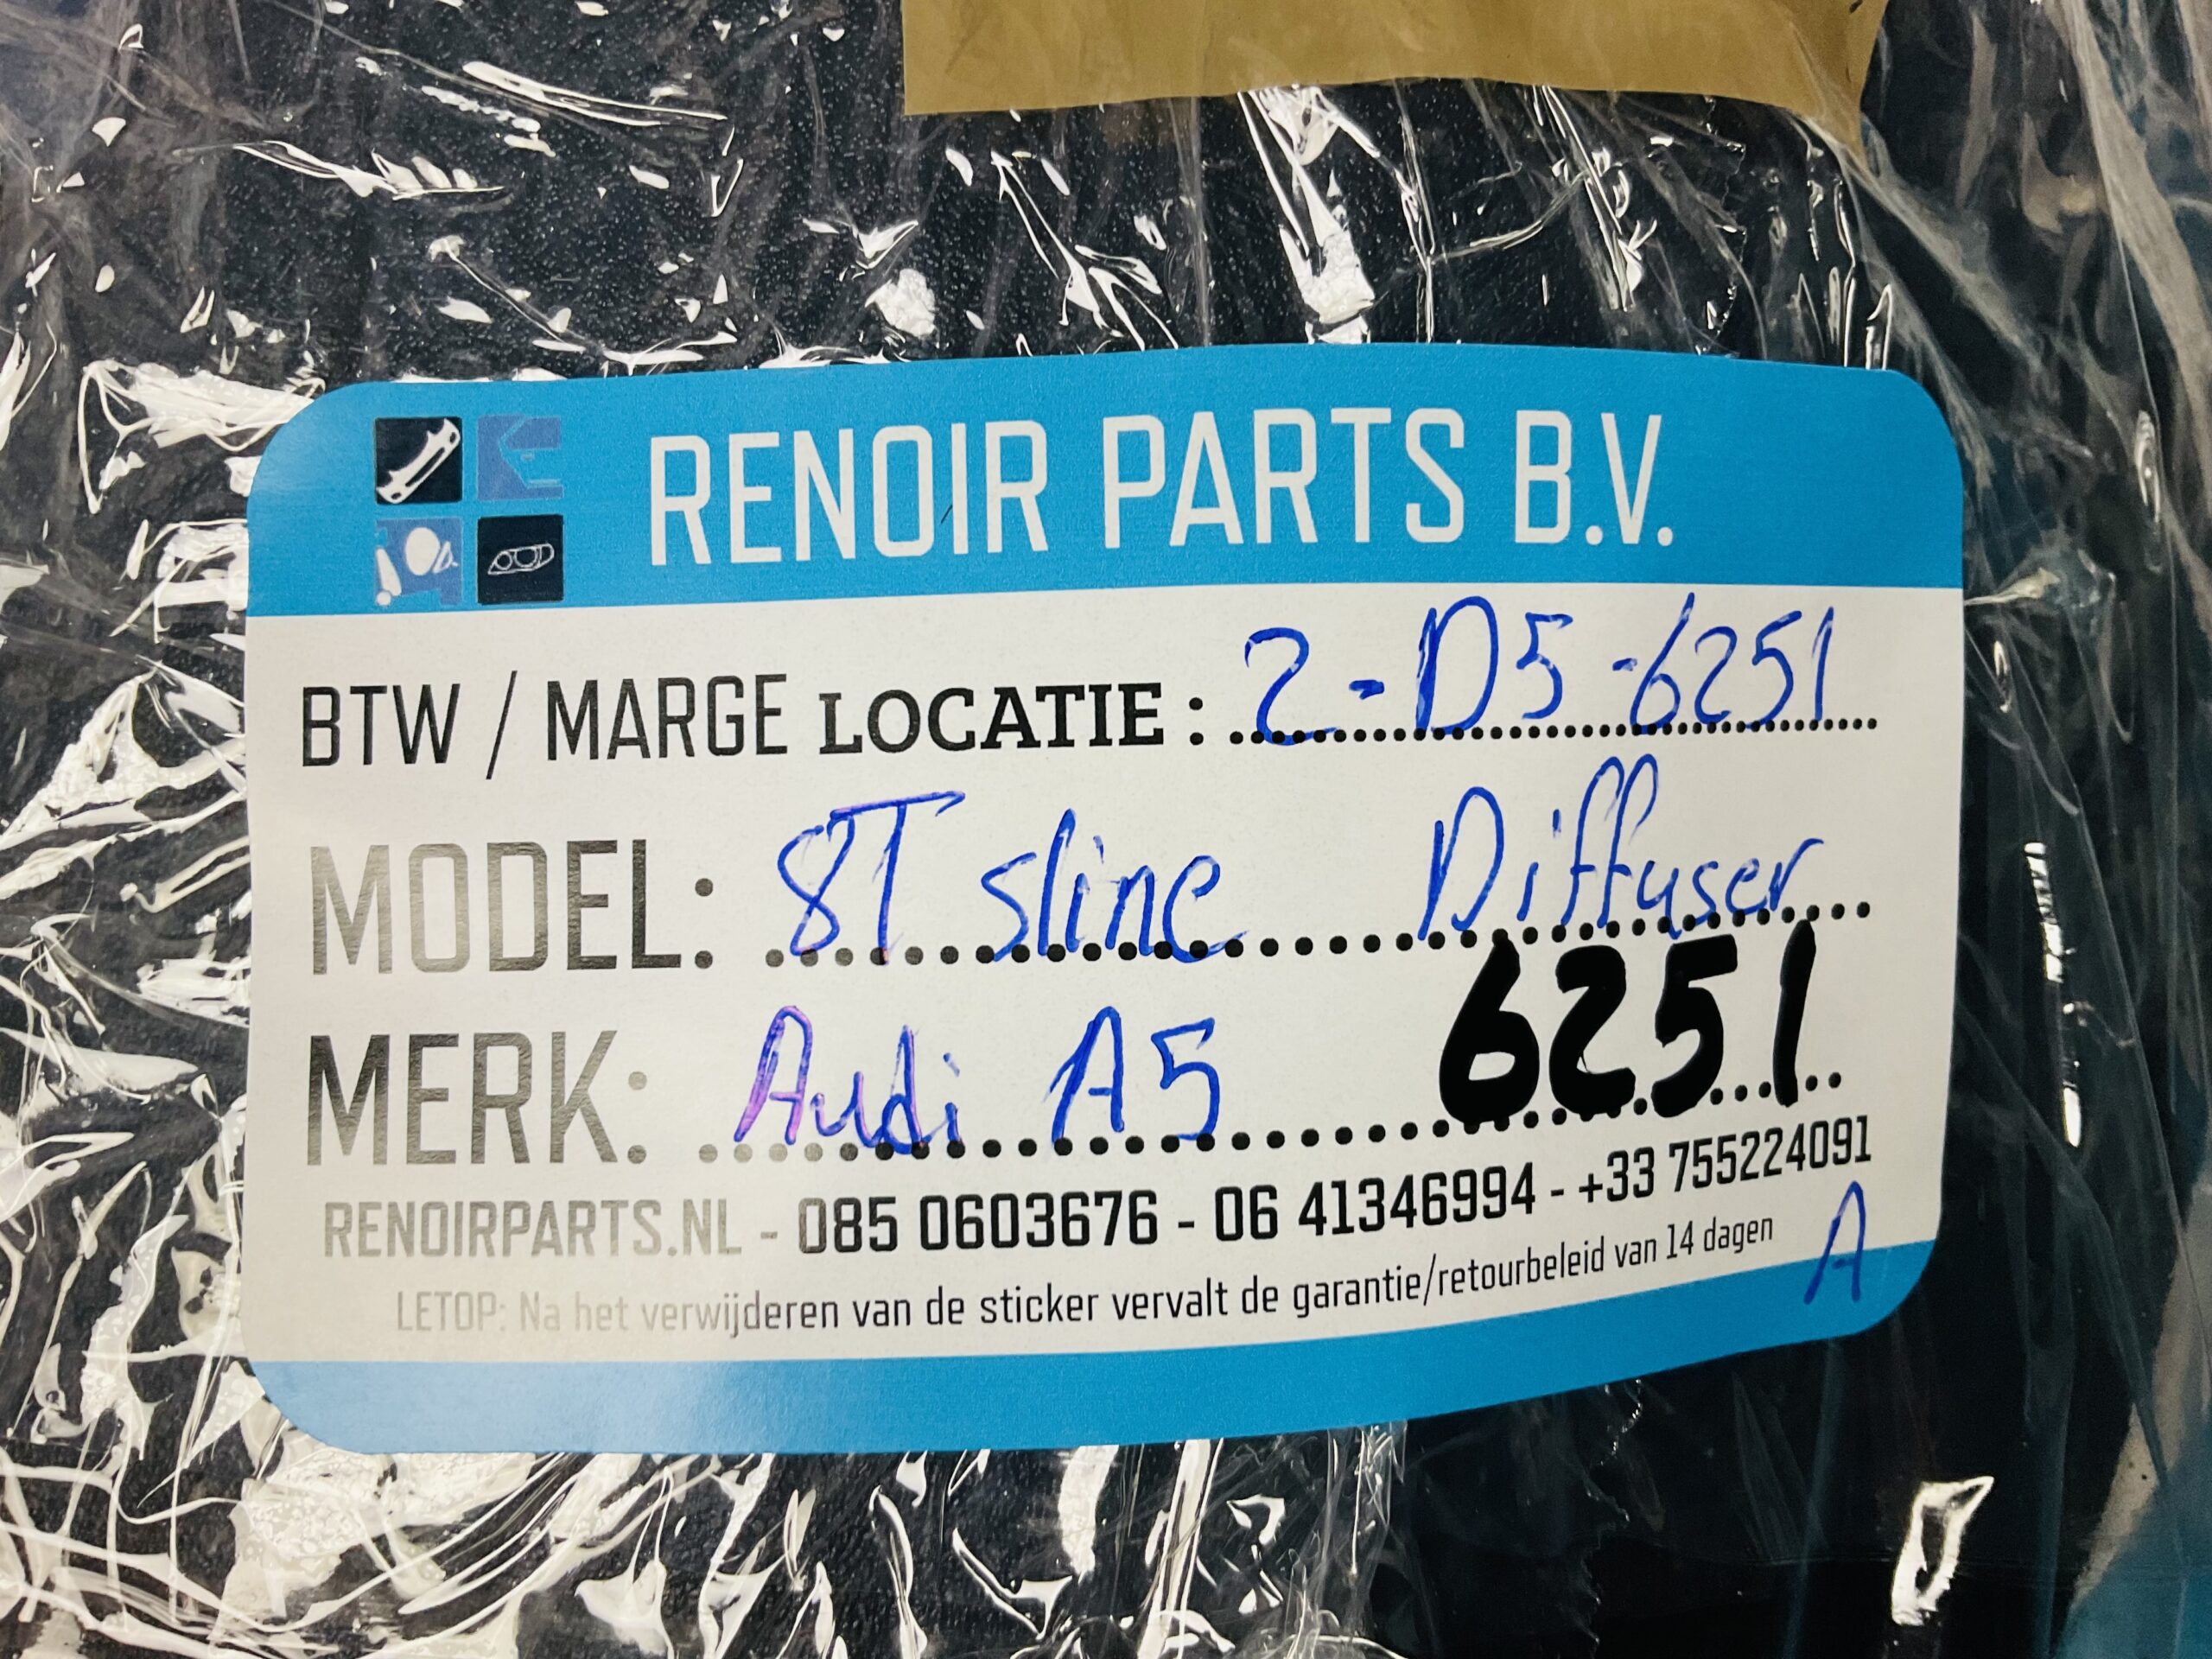 RENOIR PARTS B.V.
BTW / MARGE LOCATIE : 2-D5-6251
MODEL: 8T sline Diffuser
MERK: Audi A5 6251
RENOIRPARTS.NL - 085 0603676 - 06 41346994 - +33 755224091
LETOP: Na het verwijderen van de sticker vervalt de garantie/retourbeleid van 14 dagen
A